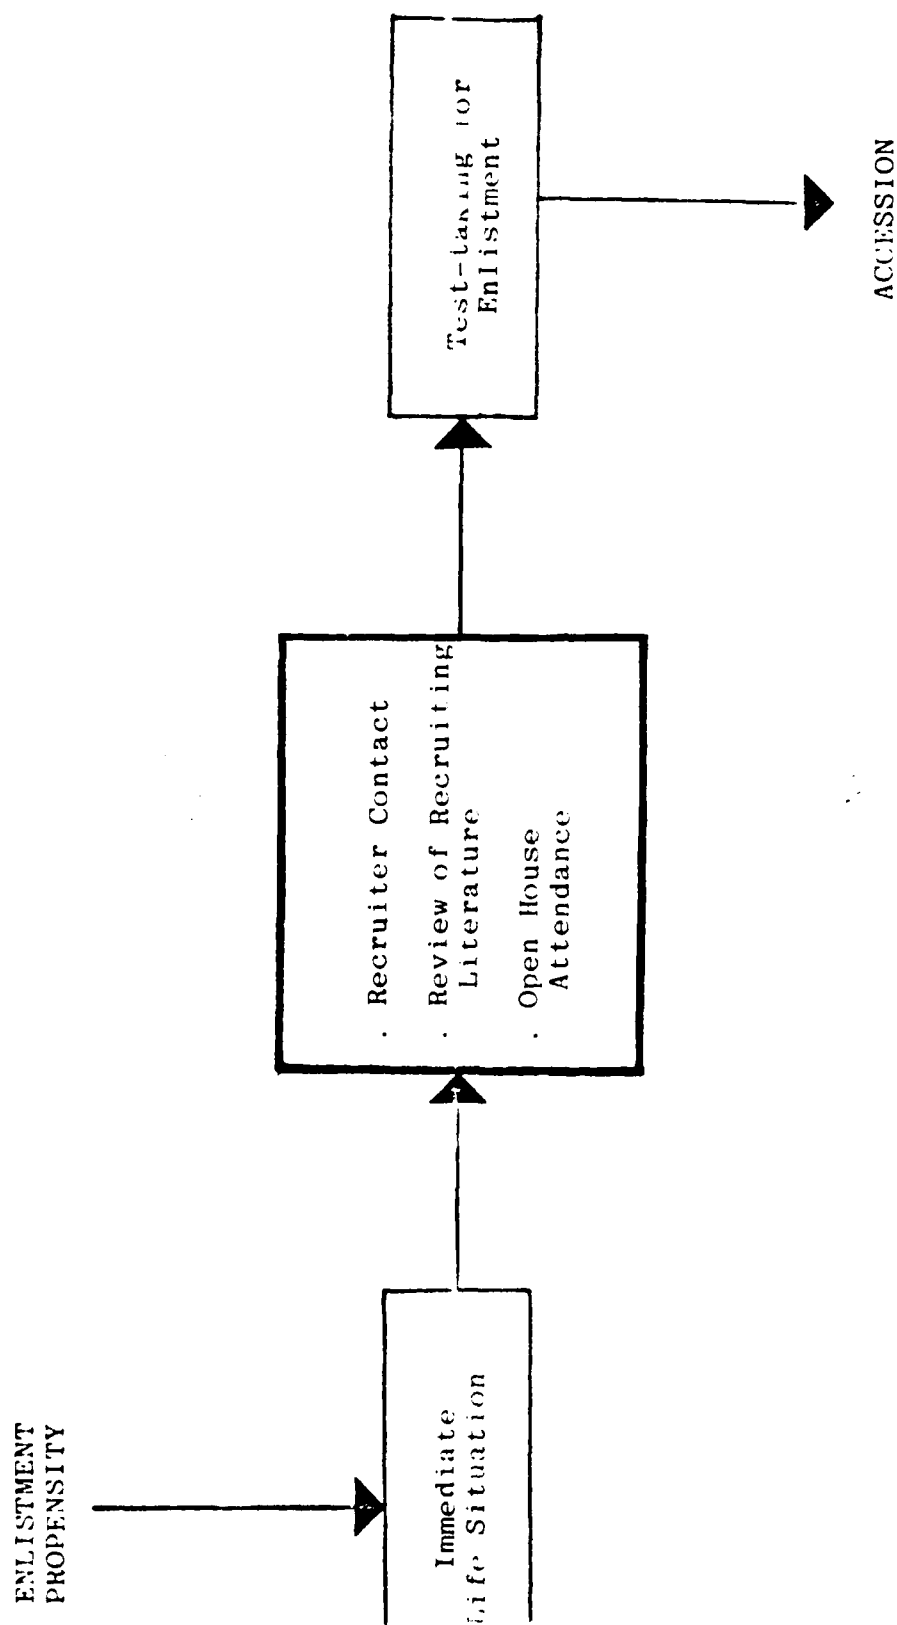 ENLISTMENT
PROPENSITY
Immediate
Life Situation
. Recruiter Contact
. Review of Recruiting
Literature
. Open House
Attendance
Test-taking for
Enlistment
ACCESSION